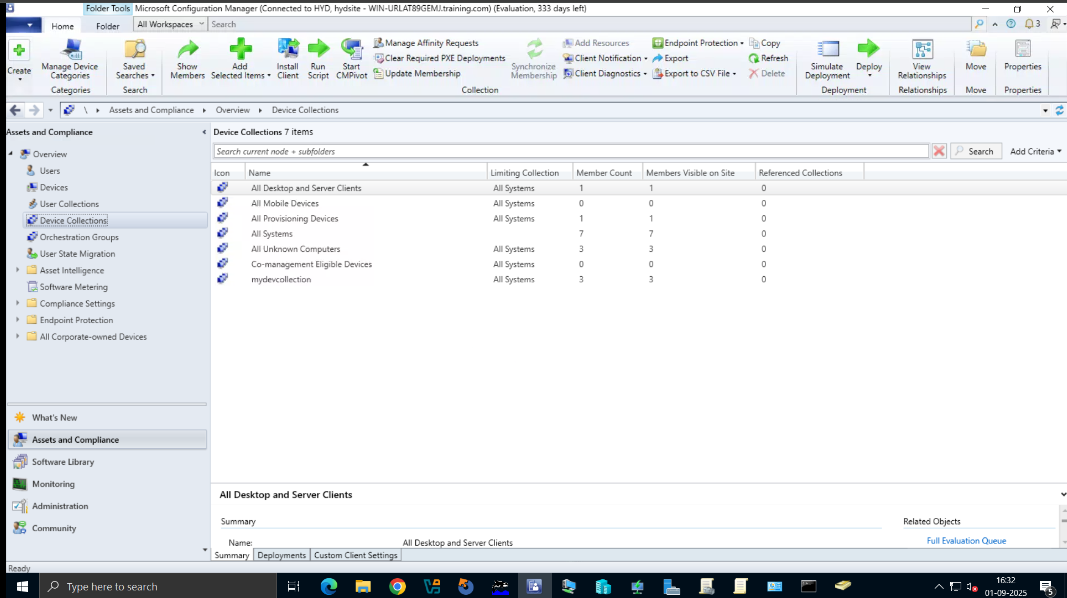 Folder Tools Microsoft Configuration Manager (Connected to HYD, hydsite - WIN-URLAT89GEMJ.training.com) (Evaluation, 333 days left)
Home Folder All Workspaces Search 3
Create
Manage Device Categories
Categories
Saved Searches
Search
Show Members
Add Selected Items
Install Client
Run Script
Start CMPivot
Manage Affinity Requests
Clear Required PXE Deployments
Update Membership
Synchronize Membership
Add Resources
Client Notification
Client Diagnostics
Endpoint Protection
Export
Export to CSV File
Copy
Refresh
Delete
Collection
Simulate Deployment
Deploy
Deployment
View Relationships
Relationships
Move
Move
Properties
Properties
\ Assets and Compliance Overview Device Collections
Assets and Compliance
Overview
Users
Devices
User Collections
Device Collections
Orchestration Groups
User State Migration
Asset Intelligence
Software Metering
Compliance Settings
Endpoint Protection
All Corporate-owned Devices
What's New
Assets and Compliance
Software Library
Monitoring
Administration
Community
Device Collections 7 items
Search current node + subfolders Search Add Criteria
Icon Name Limiting Collection Member Count Members Visible on Site Referenced Collections
All Desktop and Server Clients All Systems 1 1 0
All Mobile Devices All Systems 0 0 0
All Provisioning Devices All Systems 1 1 0
All Systems 7 7 0
All Unknown Computers All Systems 3 3 0
Co-management Eligible Devices All Systems 0 0 0
mydevcollection All Systems 3 3 0
All Desktop and Server Clients
Summary Related Objects
Name: All Desktop and Server Clients Full Evaluation Queue
Summary Deployments Custom Client Settings
Ready
Type here to search
16:32
01-09-2025
5